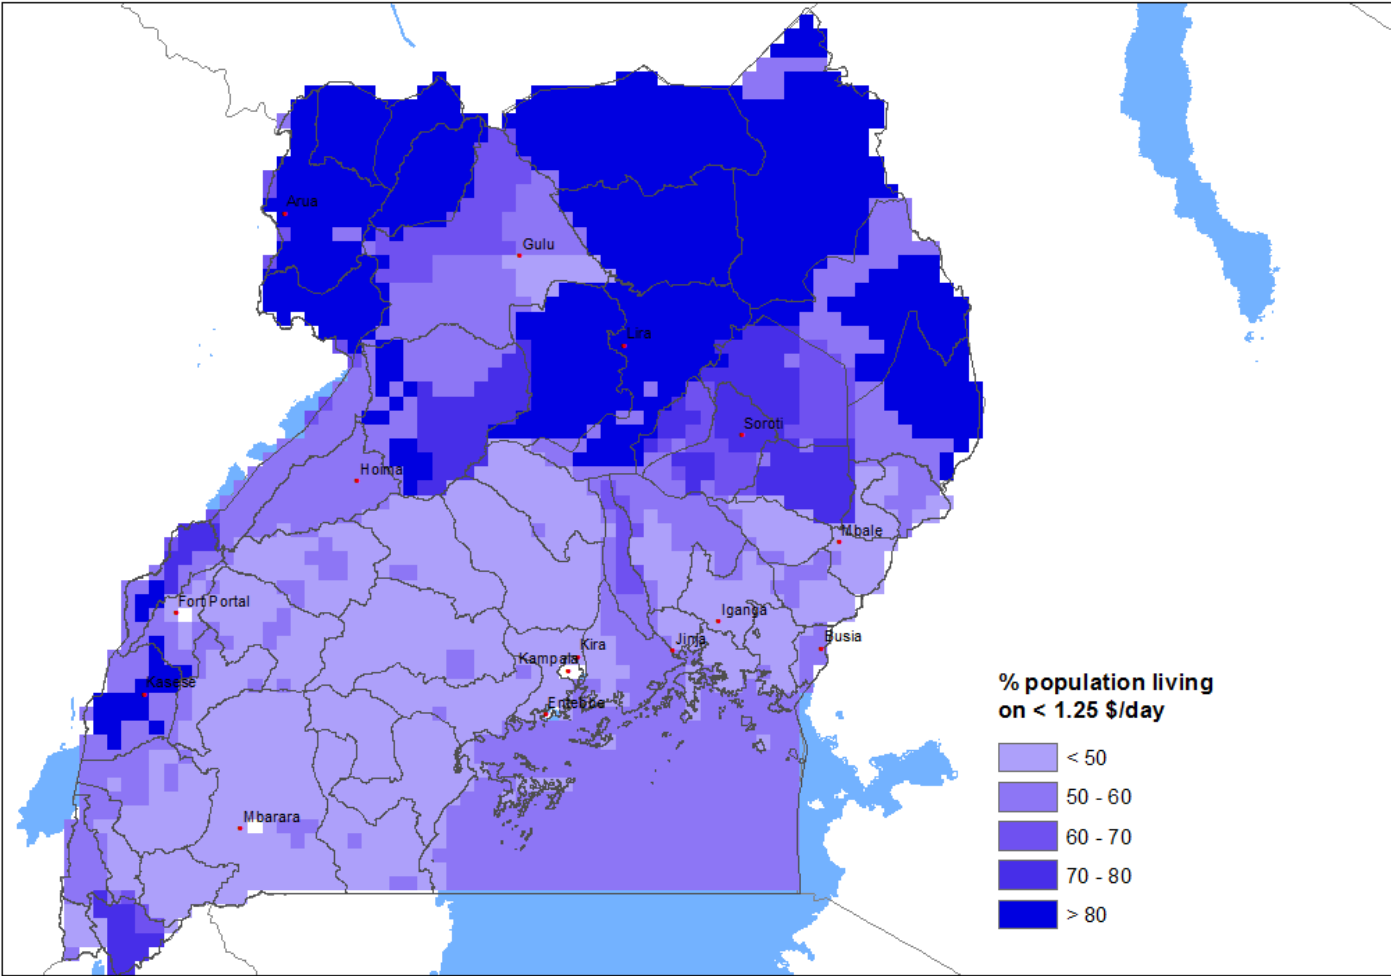 Arua
Gulu
Lira
Soroti
Hoima
Mbale
Fort Portal
Iganga
Busia
Jinja
Kira
Kampala
Kasese
Entebbe
Mbarara
% population living
on < 1.25 $/day
< 50
50 - 60
60 - 70
70 - 80
> 80